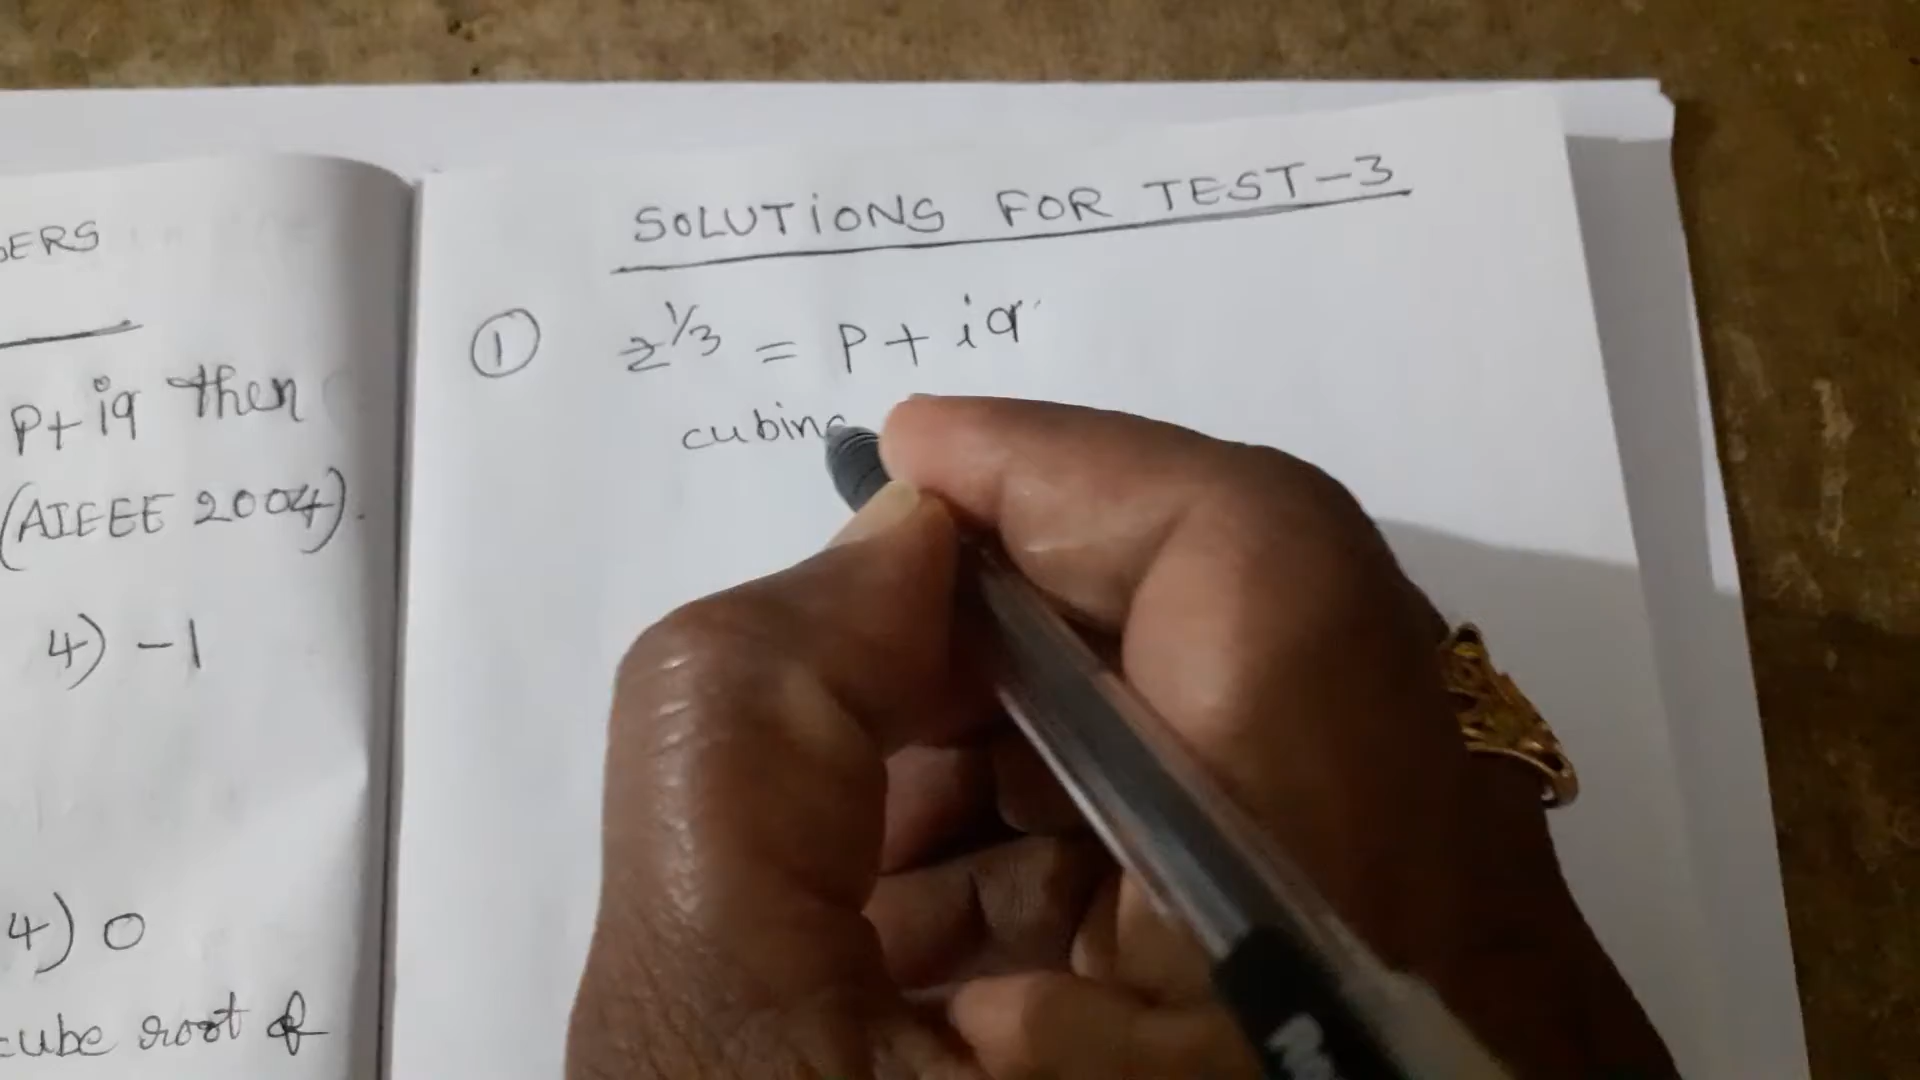 BERS
P+iq then
(AIEEE 2004).
4) -1
4) 0
cube root of
SOLUTIONS FOR TEST-3
① z^1/3 = P + iq
cubing